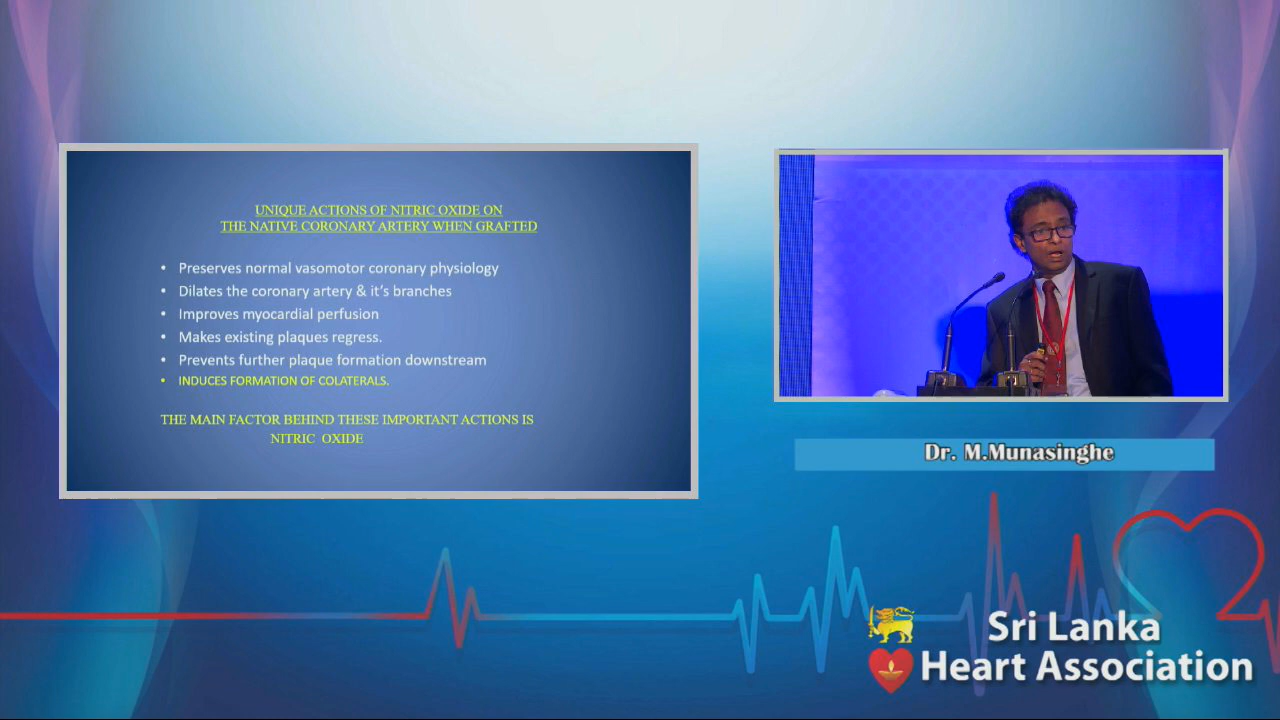 UNIQUE ACTIONS OF NITRIC OXIDE ON
THE NATIVE CORONARY ARTERY WHEN GRAFTED
• Preserves normal vasomotor coronary physiology
• Dilates the coronary artery & it's branches
• Improves myocardial perfusion
• Makes existing plaques regress.
• Prevents further plaque formation downstream
• INDUCES FORMATION OF COLATERALS.
THE MAIN FACTOR BEHIND THESE IMPORTANT ACTIONS IS
NITRIC OXIDE
Dr. M.Munasinghe
Sri Lanka
Heart Association